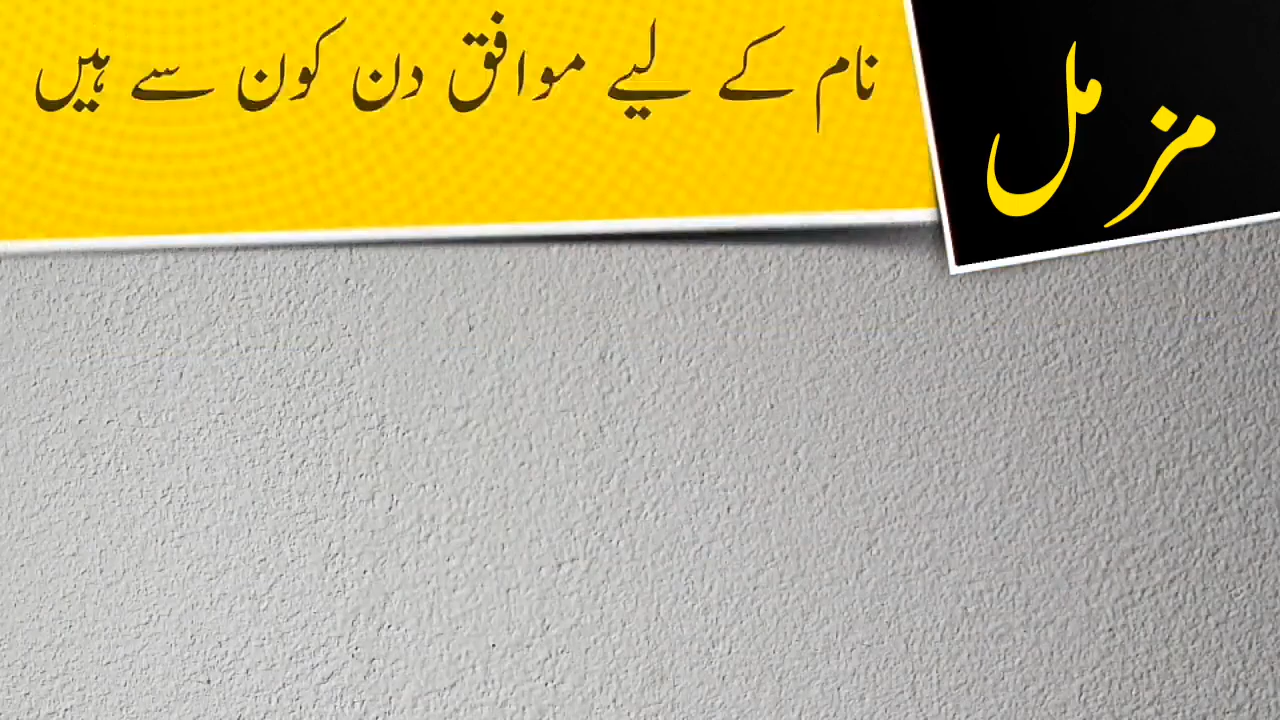 مزمل
نام کے لیے موافق دن کون سے ہیں